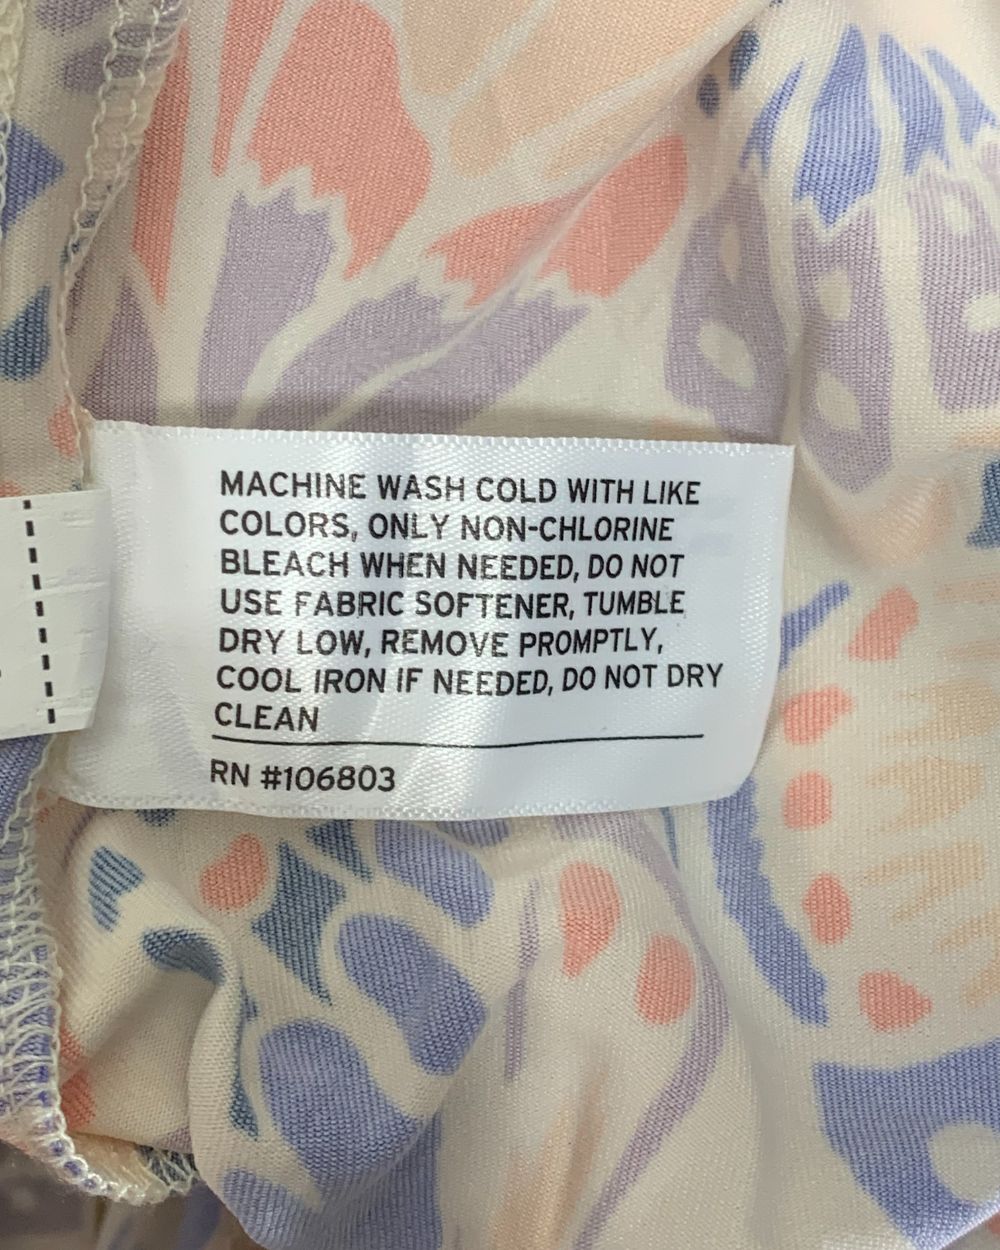 MACHINE WASH COLD WITH LIKE
COLORS, ONLY NON-CHLORINE
BLEACH WHEN NEEDED, DO NOT
USE FABRIC SOFTENER, TUMBLE
DRY LOW, REMOVE PROMPTLY,
COOL IRON IF NEEDED, DO NOT DRY
CLEAN
RN #106803